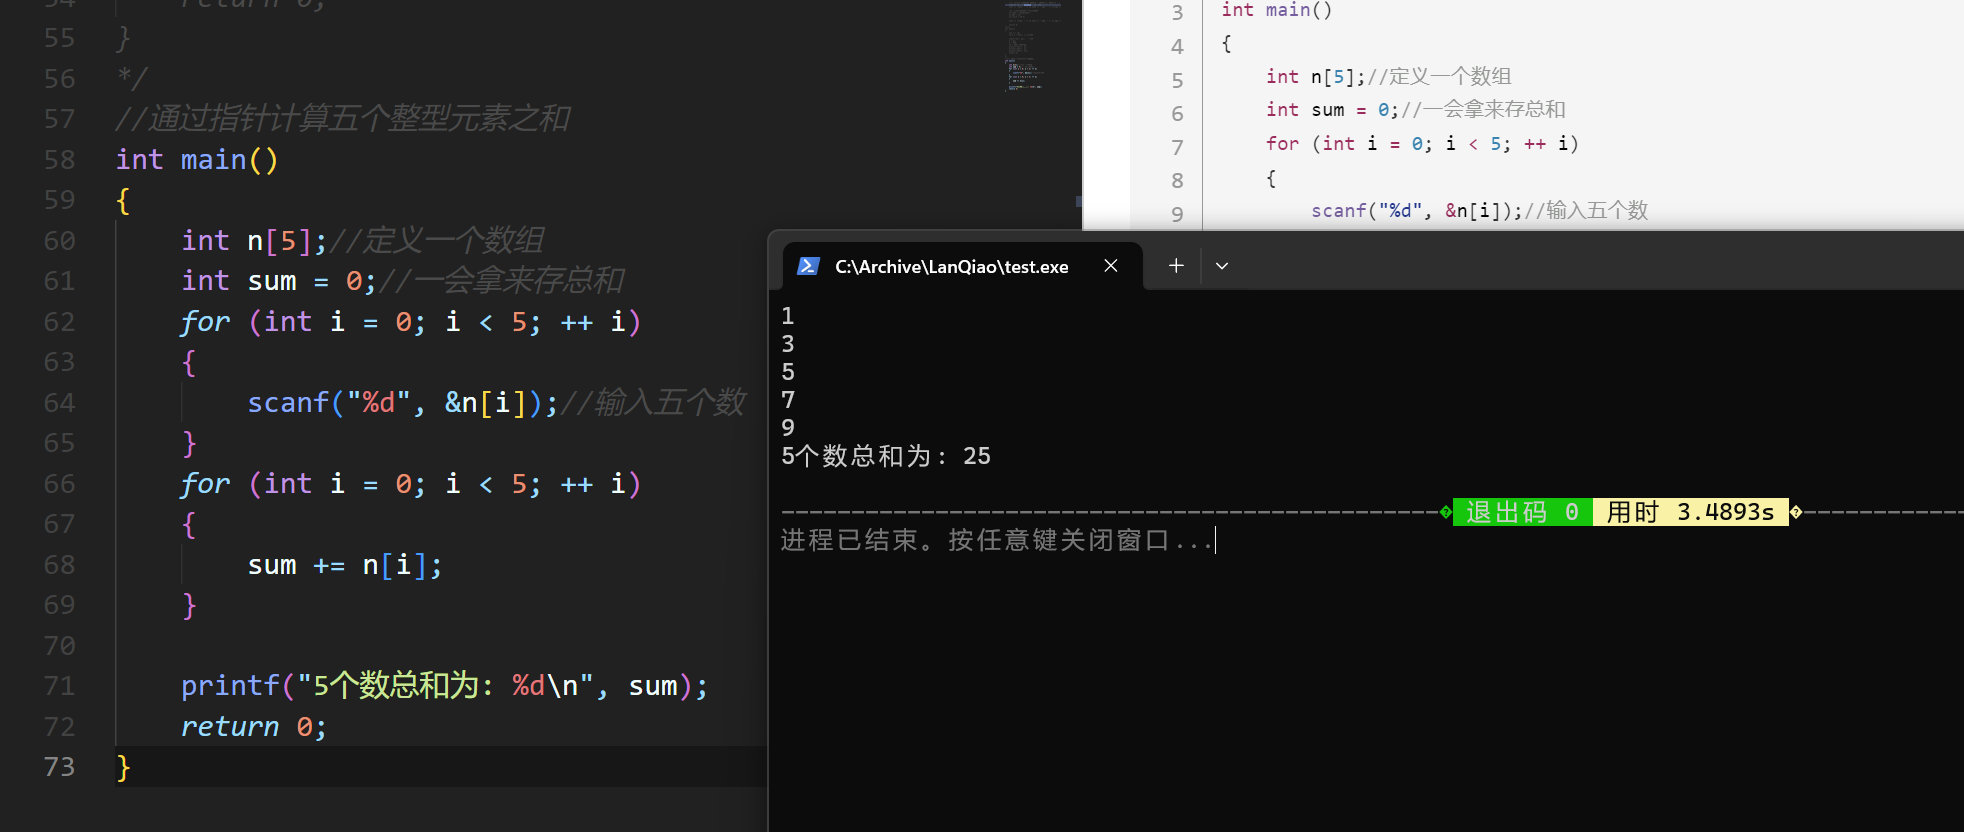 54 return 0;
55 }
56 */
57 //通过指针计算五个整型元素之和
58 int main()
59 {
60 int n[5];//定义一个数组
61 int sum = 0;//一会拿来存总和
62 for (int i = 0; i < 5; ++ i)
63 {
64 scanf("%d", &n[i]);//输入五个数
65 }
66 for (int i = 0; i < 5; ++ i)
67 {
68 sum += n[i];
69 }
70
71 printf("5个数总和为: %d\n", sum);
72 return 0;
73 }
3 int main()
4 {
5 int n[5];//定义一个数组
6 int sum = 0;//一会拿来存总和
7 for (int i = 0; i < 5; ++ i)
8 {
9 scanf("%d", &n[i]);//输入五个数
C:\Archive\LanQiao\test.exe
1
3
5
7
9
5个数总和为: 25
退出码 0 用时 3.4893s
进程已结束。按任意键关闭窗口...